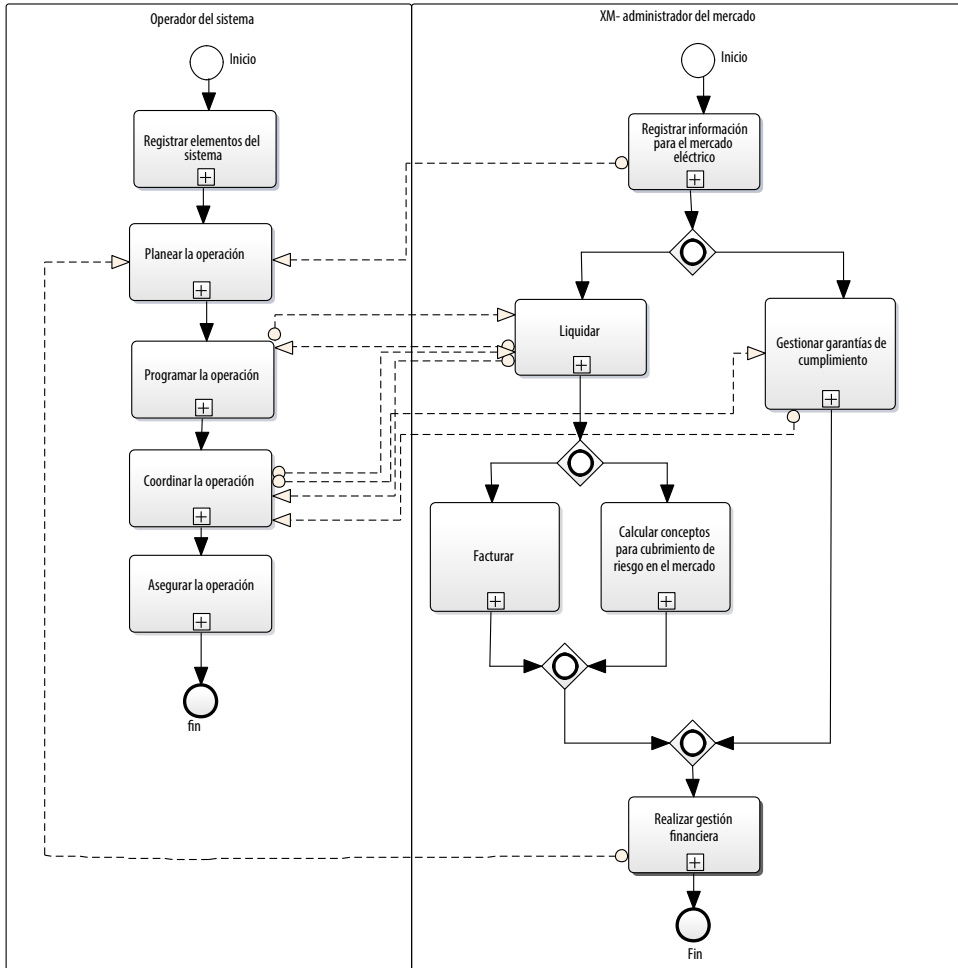 Operador del sistema
Inicio
Registrar elementos del
sistema
Planear la operación
Programar la operación
Coordinar la operación
Asegurar la operación
fin
XM- administrador del mercado
Inicio
Registrar información
para el mercado
eléctrico
Liquidar
Gestionar garantías de
cumplimiento
Facturar
Calcular conceptos
para cubrimiento de
riesgo en el mercado
Realizar gestión
financiera
Fin